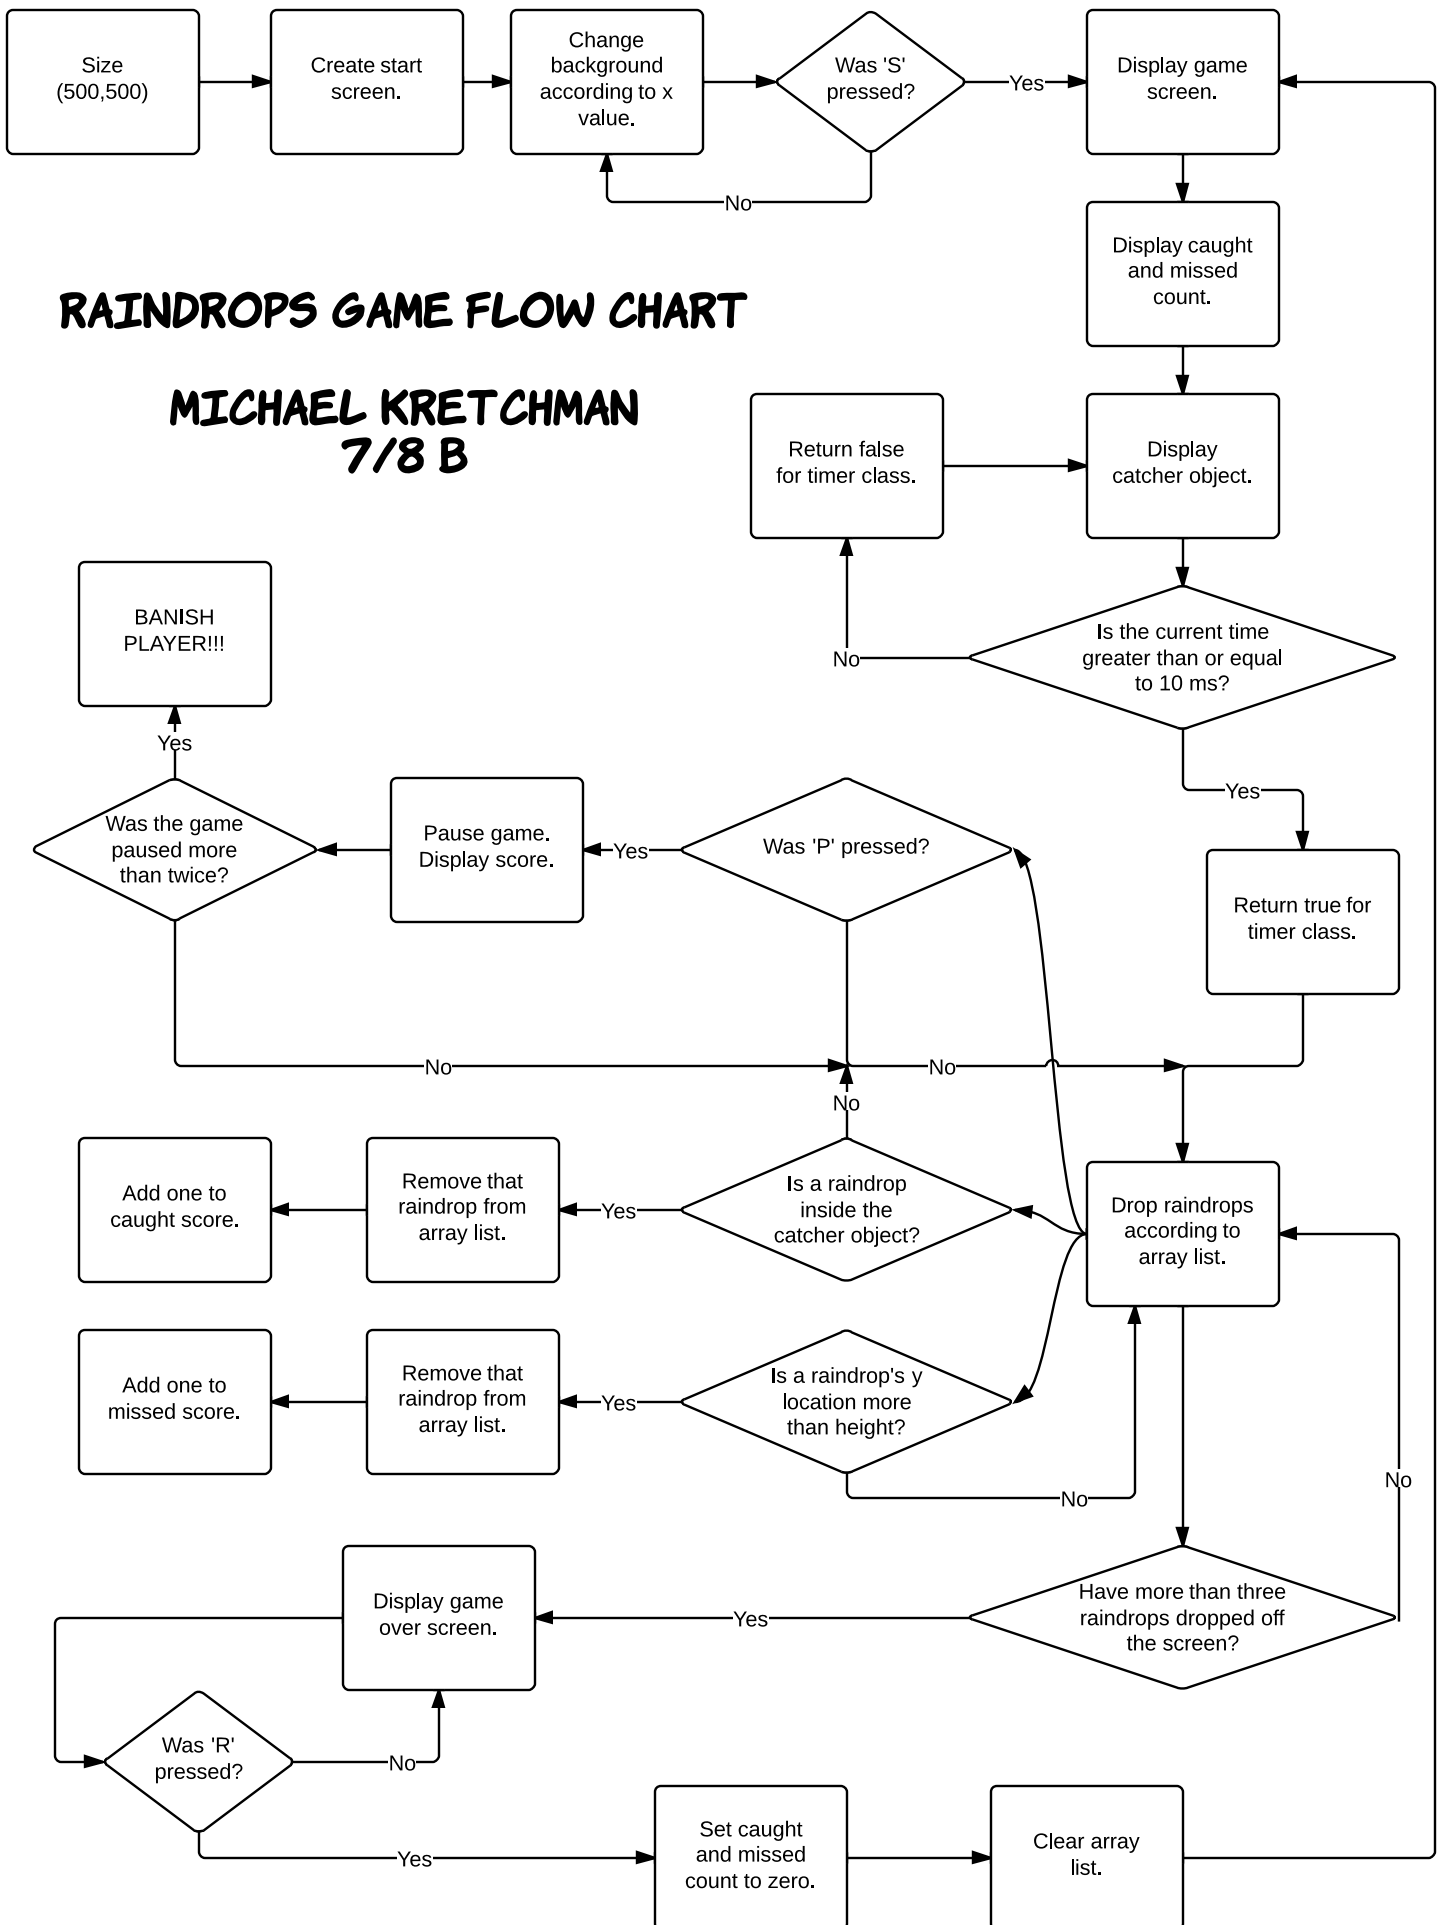 Size
(500,500)
Create start
screen.
Change
background
according to x
value.
Was 'S'
pressed?
Yes
Display game
screen.
No
Display caught
and missed
count.
RAINDROPS GAME FLOW CHART
MICHAEL KRETCHMAN
7/8 B
Return false
for timer class.
Display
catcher object.
BANISH
PLAYER!!!
Is the current time
greater than or equal
to 10 ms?
No
Yes
Yes
Was the game
paused more
than twice?
Pause game.
Display score.
Yes
Was 'P' pressed?
Return true for
timer class.
No
No
No
Add one to
caught score.
Remove that
raindrop from
array list.
Yes
Is a raindrop
inside the
catcher object?
Drop raindrops
according to
array list.
Add one to
missed score.
Remove that
raindrop from
array list.
Yes
Is a raindrop's y
location more
than height?
No
No
Display game
over screen.
Yes
Have more than three
raindrops dropped off
the screen?
Was 'R'
pressed?
No
Yes
Set caught
and missed
count to zero.
Clear array
list.